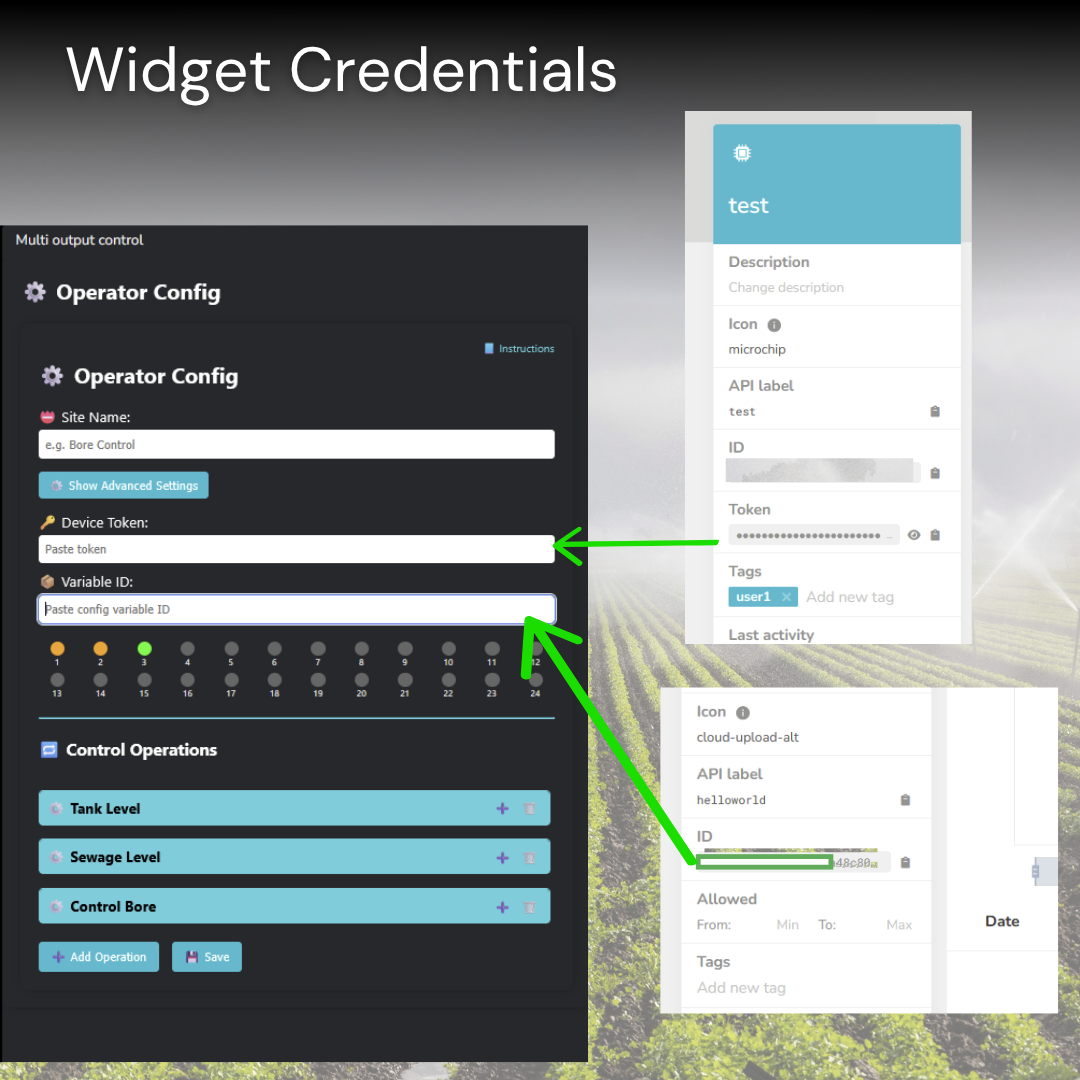 Widget Credentials
Multi output control
Operator Config
Instructions
Operator Config
Site Name:
e.g. Bore Control
Show Advanced Settings
Device Token:
Paste token
Variable ID:
Paste config variable ID
1 2 3 4 5 6 7 8 9 10 11 12
13 14 15 16 17 18 19 20 21 22 23 24
Control Operations
Tank Level
Sewage Level
Control Bore
Add Operation Save
test
Description
Change description
Icon
microchip
API label
test
ID
Token
Tags
user1 × Add new tag
Last activity
Icon
cloud-upload-alt
API label
helloworld
ID
Allowed
From: Min To: Max
Tags
Add new tag
Date